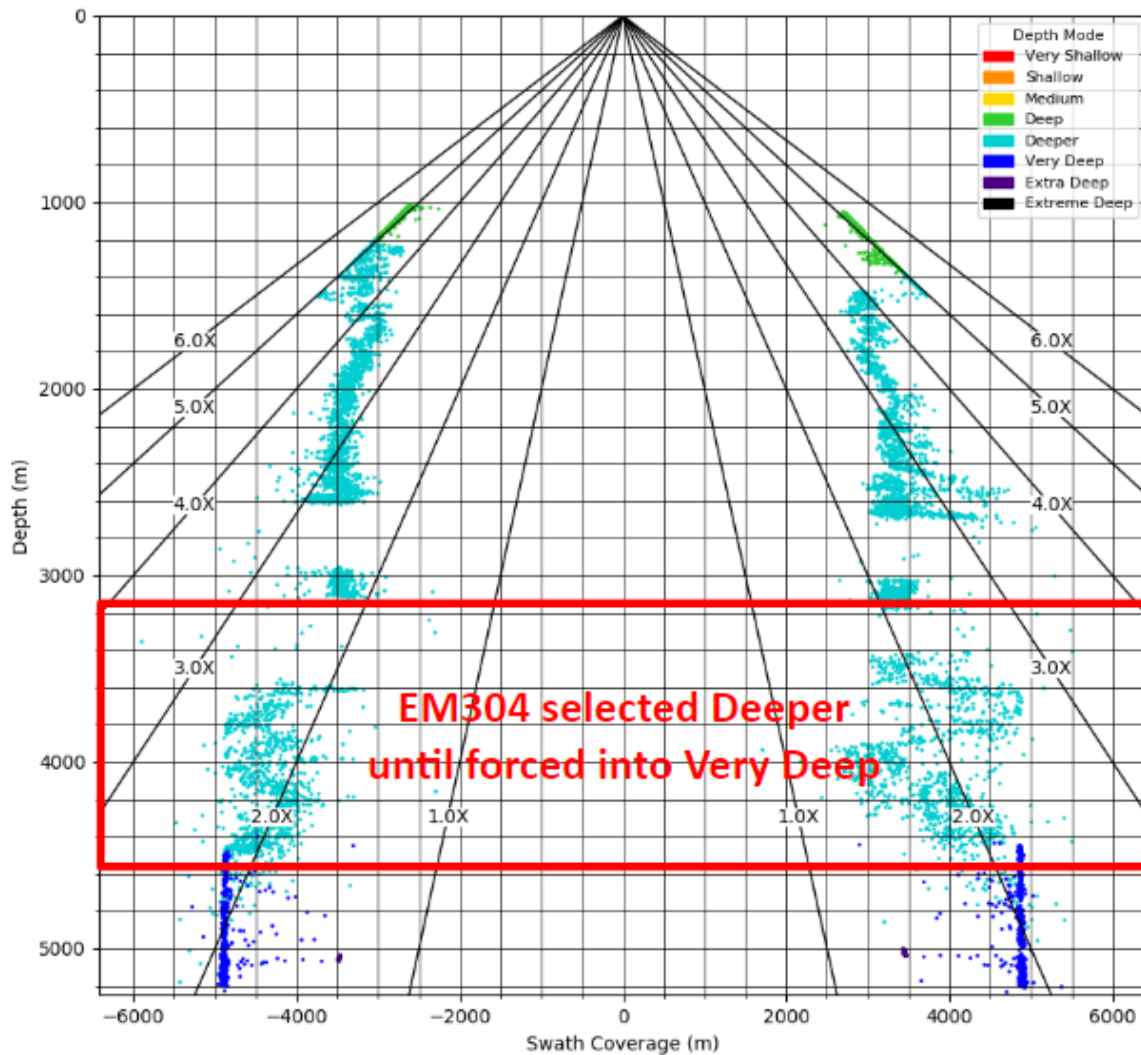 0
Depth Mode
Very Shallow
Shallow
Medium
Deep
Deeper
Very Deep
Extra Deep
Extreme Deep
1000
6.0X
6.0X
2000
5.0X
5.0X
4.0X
4.0X
Depth (m)
3000
3.0X
3.0X
EM304 selected Deeper
until forced into Very Deep
4000
2.0X
1.0X
1.0X
2.0X
5000
−6000 −4000 −2000 0 2000 4000 6000
Swath Coverage (m)